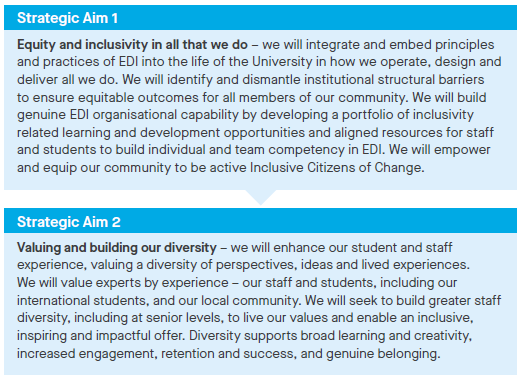 Strategic Aim 1
Equity and inclusivity in all that we do – we will integrate and embed principles
and practices of EDI into the life of the University in how we operate, design and
deliver all we do. We will identify and dismantle institutional structural barriers
to ensure equitable outcomes for all members of our community. We will build
genuine EDI organisational capability by developing a portfolio of inclusivity
related learning and development opportunities and aligned resources for staff
and students to build individual and team competency in EDI. We will empower
and equip our community to be active Inclusive Citizens of Change.
Strategic Aim 2
Valuing and building our diversity – we will enhance our student and staff
experience, valuing a diversity of perspectives, ideas and lived experiences.
We will value experts by experience – our staff and students, including our
international students, and our local community. We will seek to build greater staff
diversity, including at senior levels, to live our values and enable an inclusive,
inspiring and impactful offer. Diversity supports broad learning and creativity,
increased engagement, retention and success, and genuine belonging.